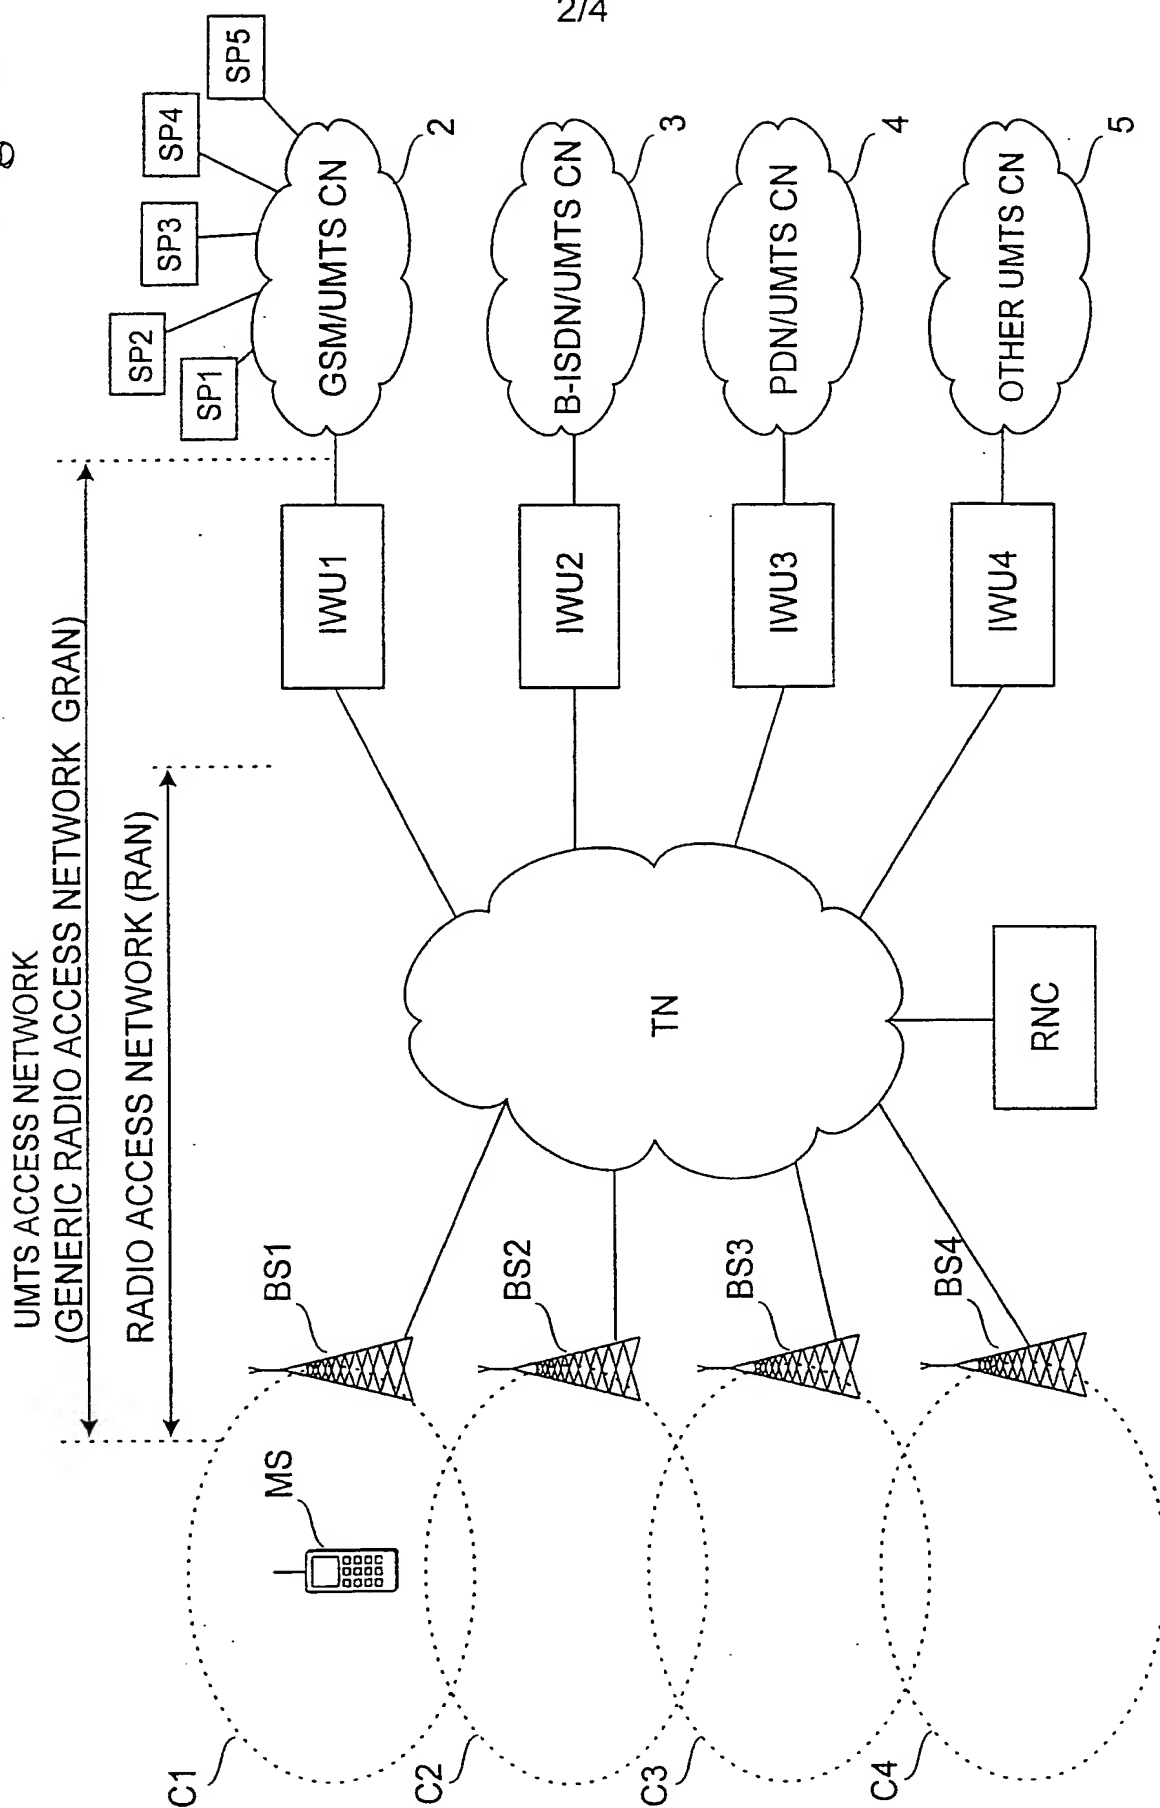 2/4
UMTS ACCESS NETWORK
(GENERIC RADIO ACCESS NETWORK GRAN)
RADIO ACCESS NETWORK (RAN)
C1
MS
BS1
IWU1
GSM/UMTS CN
2
SP1
SP2
SP3
SP4
SP5
C2
BS2
IWU2
B-ISDN/UMTS CN
3
TN
C3
BS3
IWU3
PDN/UMTS CN
4
C4
BS4
RNC
IWU4
OTHER UMTS CN
5